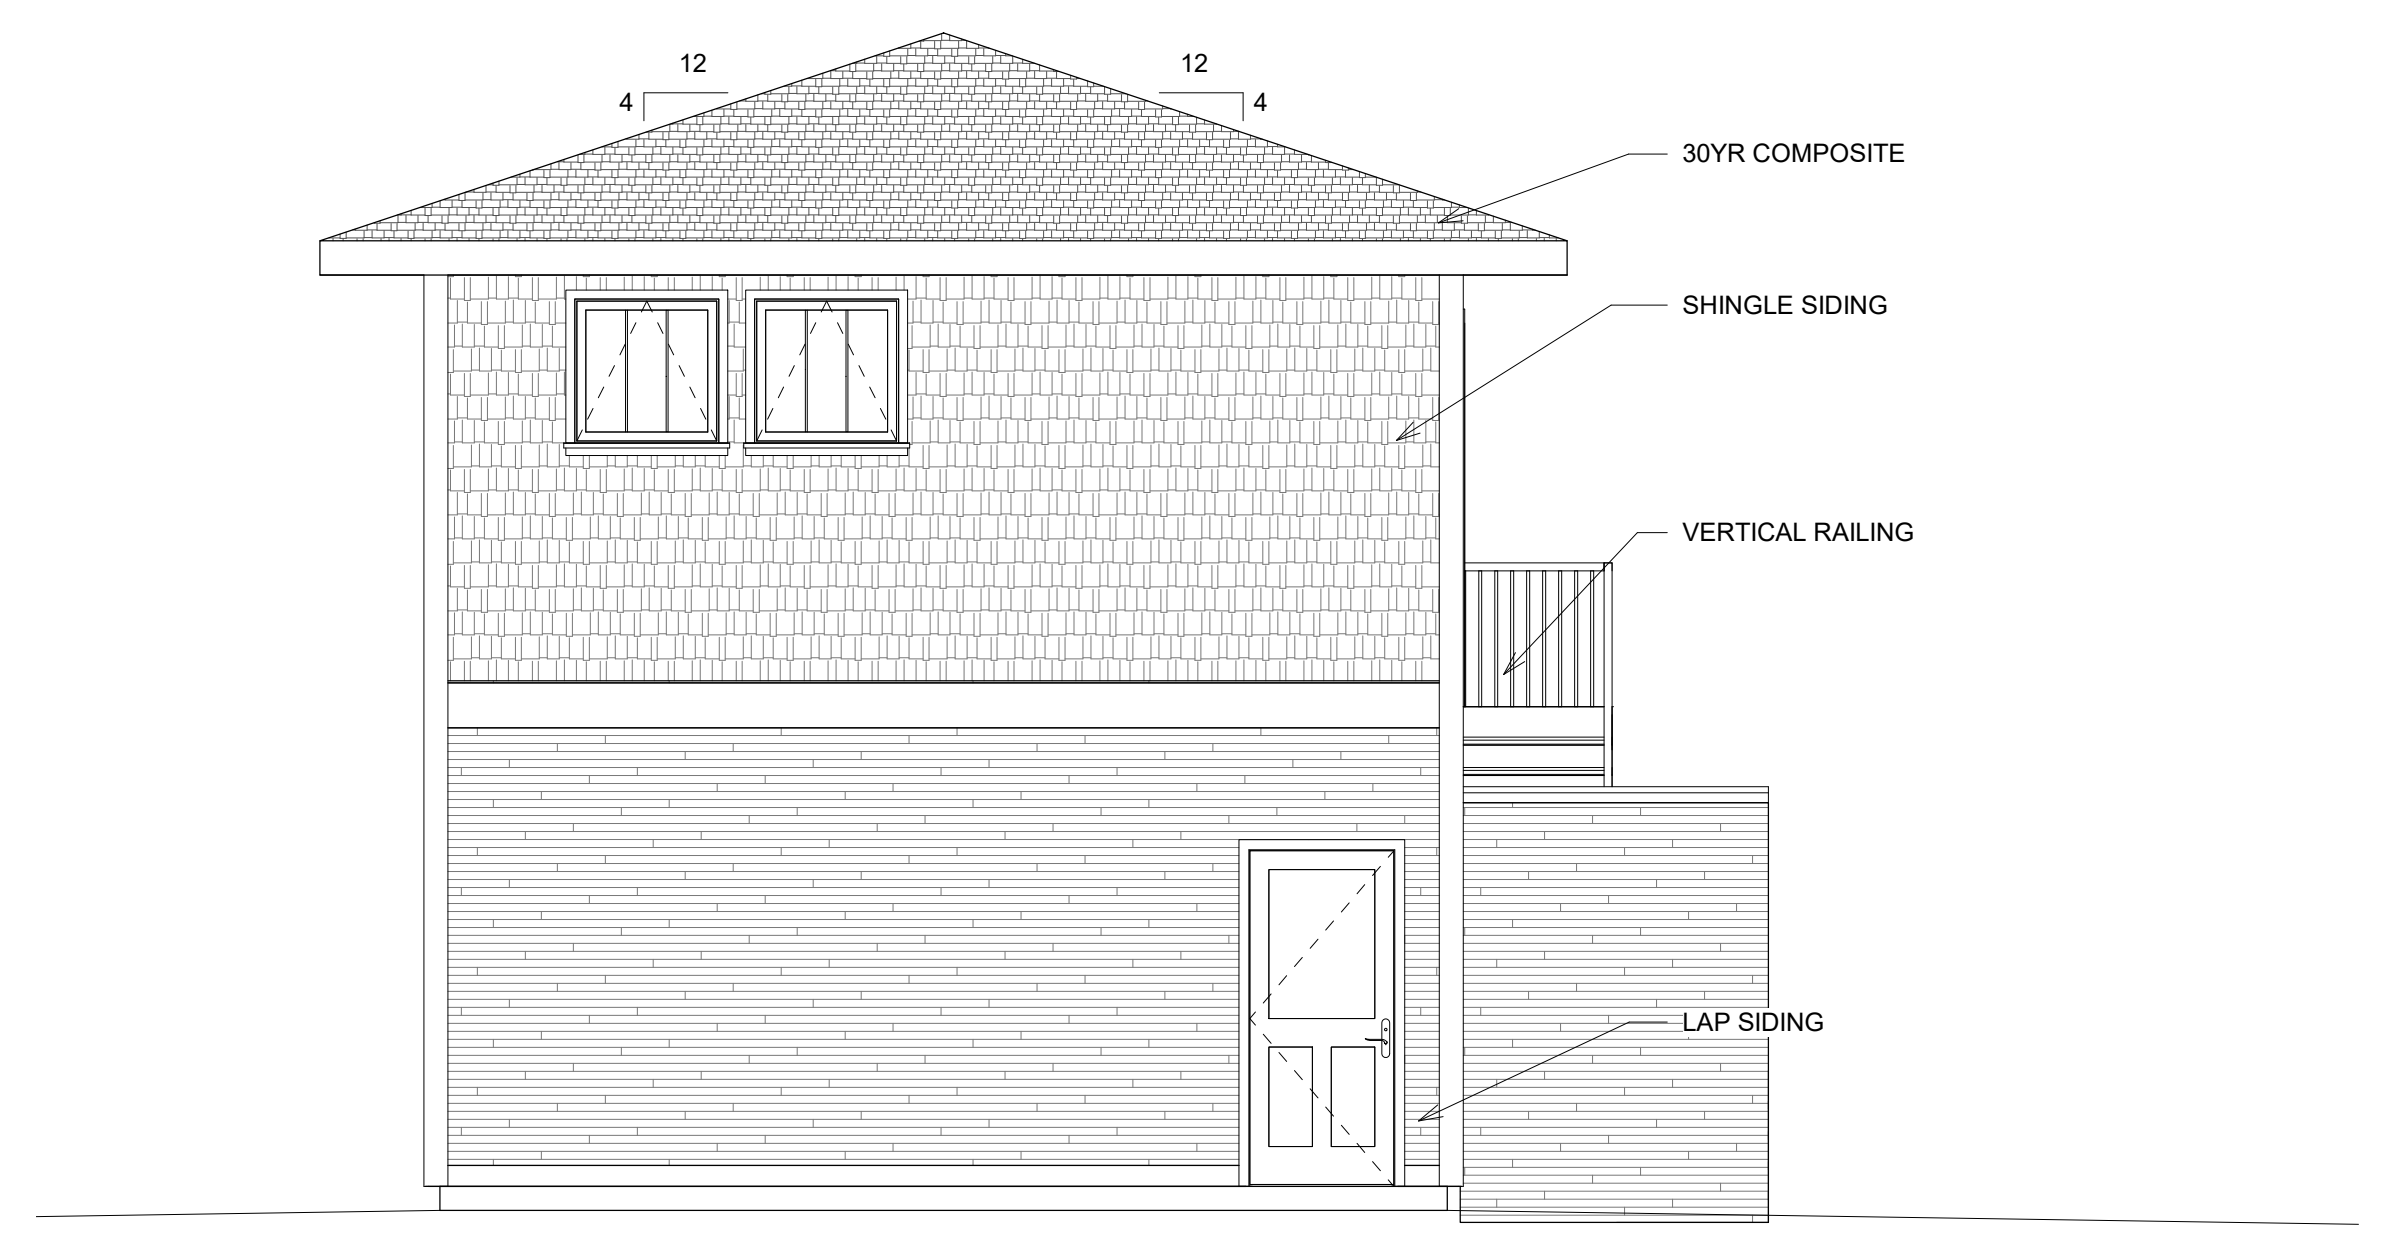 12
12
4
4
30YR COMPOSITE
SHINGLE SIDING
VERTICAL RAILING
LAP SIDING